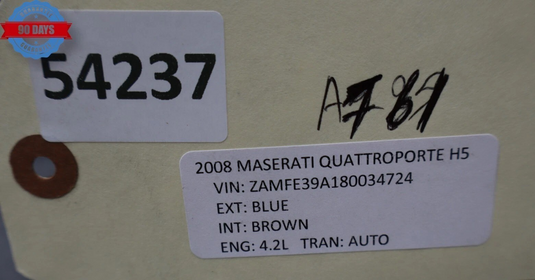 90 DAYS
54237
A787
2008 MASERATI QUATTROPORTE H5
VIN: ZAMFE39A180034724
EXT: BLUE
INT: BROWN
ENG: 4.2L TRAN: AUTO